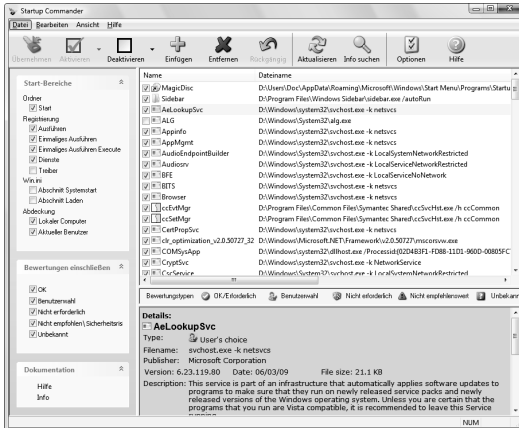 Startup Commander
Datei Bearbeiten Ansicht Hilfe
Übernehmen Aktivieren Deaktivieren Einfügen Entfernen Rückgängig Aktualisieren Info suchen Optionen Hilfe
Start-Bereiche
Ordner
Start
Registrierung
Ausführen
Einmaliges Ausführen
Einmaliges Ausführen Execute
Dienste
Treiber
Win.ini
Abschnitt Systemstart
Abschnitt Laden
Abdeckung
Lokaler Computer
Aktueller Benutzer
Bewertungen einschließen
OK
Benutzerwahl
Nicht erforderlich
Nicht empfohlen\Sicherheitsris
Unbekannt
Dokumentation
Hilfe
Info
Name Dateiname
MagicDisc D:\Users\Doc\AppData\Roaming\Microsoft\Windows\Start Menu\Programs\Startu
Sidebar D:\Program Files\Windows Sidebar\sidebar.exe /autoRun
AeLookupSvc D:\Windows\system32\svchost.exe -k netsvcs
ALG D:\Windows\System32\alg.exe
Appinfo D:\Windows\system32\svchost.exe -k netsvcs
AppMgmt D:\Windows\system32\svchost.exe -k netsvcs
AudioEndpointBuilder D:\Windows\System32\svchost.exe -k LocalSystemNetworkRestricted
Audiosrv D:\Windows\System32\svchost.exe -k LocalServiceNetworkRestricted
BFE D:\Windows\system32\svchost.exe -k LocalServiceNoNetwork
BITS D:\Windows\System32\svchost.exe -k netsvcs
Browser D:\Windows\System32\svchost.exe -k netsvcs
ccEvtMgr D:\Program Files\Common Files\Symantec Shared\ccSvcHst.exe /h ccCommon
ccSetMgr D:\Program Files\Common Files\Symantec Shared\ccSvcHst.exe /h ccCommon
CertPropSvc D:\Windows\system32\svchost.exe -k netsvcs
clr_optimization_v2.0.50727_32 D:\Windows\Microsoft.NET\Framework\v2.0.50727\mscorsvw.exe
COMSysApp D:\Windows\system32\dllhost.exe /Processid:{02D4B3F1-FD88-11D1-960D-00805FC7
CryptSvc D:\Windows\system32\svchost.exe -k NetworkService
CscService D:\Windows\System32\svchost.exe -k LocalSystemNetworkRestricted
Bewertungstypen OK/Erforderlich Benutzerwahl Nicht erforderlich Nicht empfehlenswert Unbekann
Details:
AeLookupSvc
Type: User's choice
Filename: svchost.exe -k netsvcs
Publisher: Microsoft Corporation
Version: 6.23.119.80 Date: 06/03/09 File size: 21.1 KB
Description: This service is part of an infrastructure that automatically applies software updates to
programs to make sure that they run on newly released service packs and newly
released versions of the Windows operating system. Unless you are certain that the
programs that you run are Vista compatible, it is recommended to leave this Service
running.
NUM